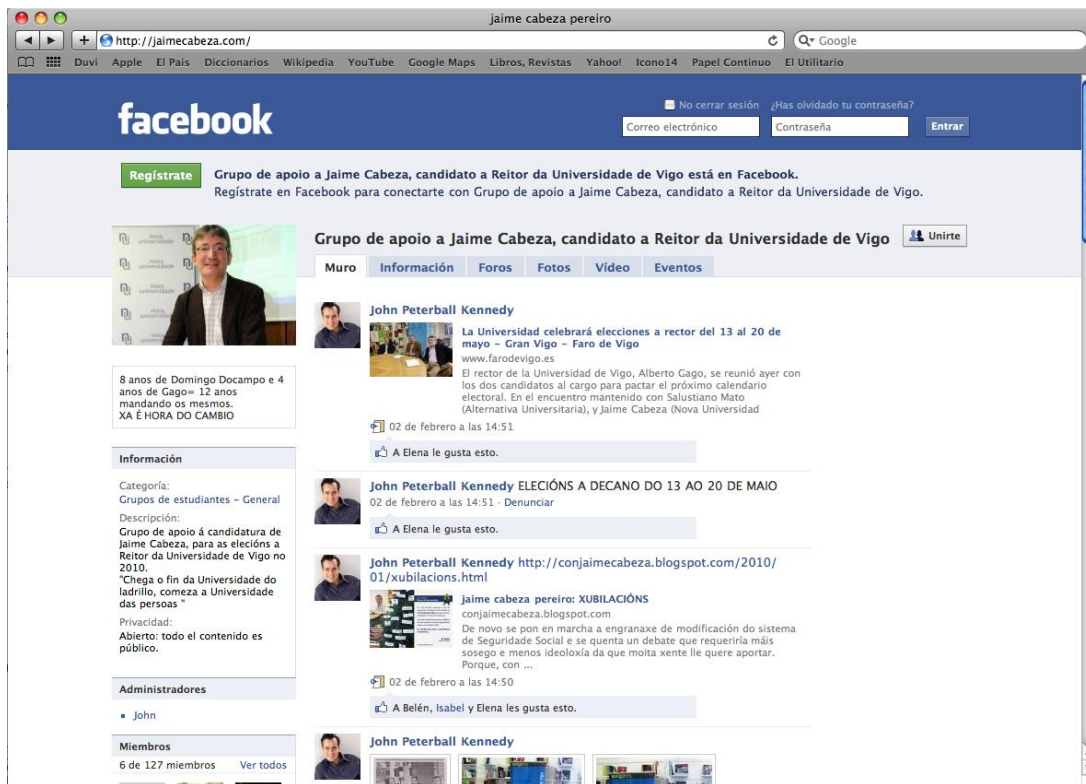 jaime cabeza pereiro
http://jaimecabeza.com/
Google
Duvi Apple El Pais Diccionarios Wikipedia YouTube Google Maps Libros, Revistas Yahoo! Icono14 Papel Continuo El Utilitario
facebook
No cerrar sesión ¿Has olvidado tu contraseña?
Correo electrónico Contraseña Entrar
Regístrate
Grupo de apoio a Jaime Cabeza, candidato a Reitor da Universidade de Vigo está en Facebook.
Regístrate en Facebook para conectarte con Grupo de apoio a Jaime Cabeza, candidato a Reitor da Universidade de Vigo.
nova universidade
Grupo de apoio a Jaime Cabeza, candidato a Reitor da Universidade de Vigo
Unirte
Muro Información Foros Fotos Vídeo Eventos
8 anos de Domingo Docampo e 4
anos de Gago= 12 anos
mandando os mesmos.
XA É HORA DO CAMBIO
Información
Categoría:
Grupos de estudiantes – General
Descripción:
Grupo de apoio á candidatura de
Jaime Cabeza, para as elecións a
Reitor da Universidade de Vigo no
2010.
"Chega o fin da Universidade do
ladrillo, comeza a Universidade
das persoas "
Privacidad:
Abierto: todo el contenido es
público.
Administradores
John
Miembros
6 de 127 miembros Ver todos
John Peterball Kennedy
La Universidad celebrará elecciones a rector del 13 al 20 de
mayo – Gran Vigo – Faro de Vigo
www.farodevigo.es
El rector de la Universidad de Vigo, Alberto Gago, se reunió ayer con
los dos candidatos al cargo para pactar el próximo calendario
electoral. En el encuentro mantenido con Salustiano Mato
(Alternativa Universitaria), y Jaime Cabeza (Nova Universidad
02 de febrero a las 14:51
A Elena le gusta esto.
John Peterball Kennedy ELECIÓNS A DECANO DO 13 AO 20 DE MAIO
02 de febrero a las 14:51 · Denunciar
A Elena le gusta esto.
John Peterball Kennedy http://conjaimecabeza.blogspot.com/2010/
01/xubilacions.html
jaime cabeza pereiro: XUBILACIÓNS
conjaimecabeza.blogspot.com
De novo se pon en marcha a engranaxe de modificación do sistema
de Seguridade Social e se quenta un debate que requeriría máis
sosego e menos ideoloxía da que moita xente lle quere aportar.
Porque, con ...
02 de febrero a las 14:50
A Belén, Isabel y Elena les gusta esto.
John Peterball Kennedy